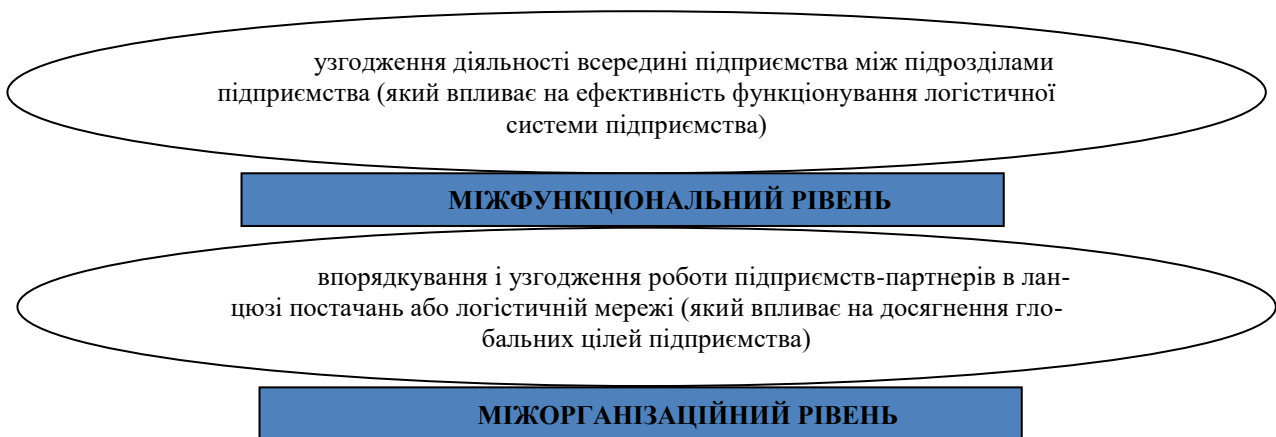 узгодження діяльності всередині підприємства між підрозділами
підприємства (який впливає на ефективність функціонування логістичної
системи підприємства)
МІЖФУНКЦІОНАЛЬНИЙ РІВЕНЬ
впорядкування і узгодження роботи підприємств-партнерів в лан-
цюзі постачань або логістичній мережі (який впливає на досягнення гло-
бальних цілей підприємства)
МІЖОРГАНІЗАЦІЙНИЙ РІВЕНЬ